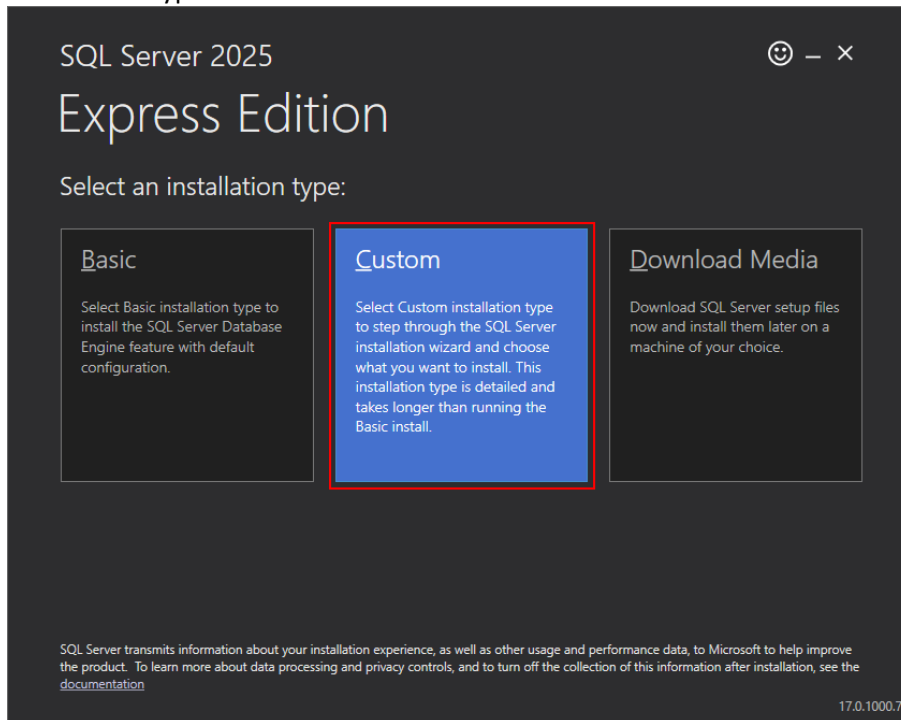 SQL Server 2025
Express Edition
Select an installation type:
Basic
Select Basic installation type to
install the SQL Server Database
Engine feature with default
configuration.
Custom
Select Custom installation type
to step through the SQL Server
installation wizard and choose
what you want to install. This
installation type is detailed and
takes longer than running the
Basic install.
Download Media
Download SQL Server setup files
now and install them later on a
machine of your choice.
SQL Server transmits information about your installation experience, as well as other usage and performance data, to Microsoft to help improve
the product. To learn more about data processing and privacy controls, and to turn off the collection of this information after installation, see the
documentation
17.0.1000.7